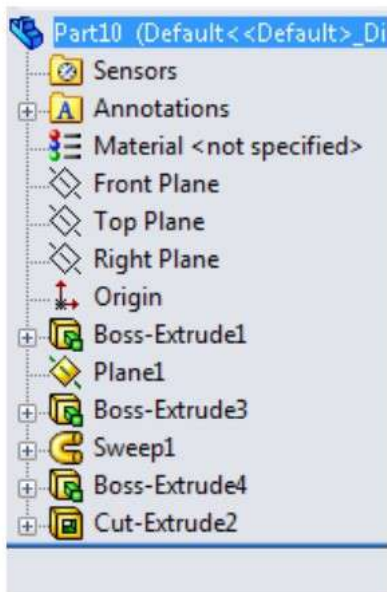 Part10 (Default<<Default>_Di
Sensors
A Annotations
Material <not specified>
Front Plane
Top Plane
Right Plane
Origin
Boss-Extrude1
Plane1
Boss-Extrude3
Sweep1
Boss-Extrude4
Cut-Extrude2